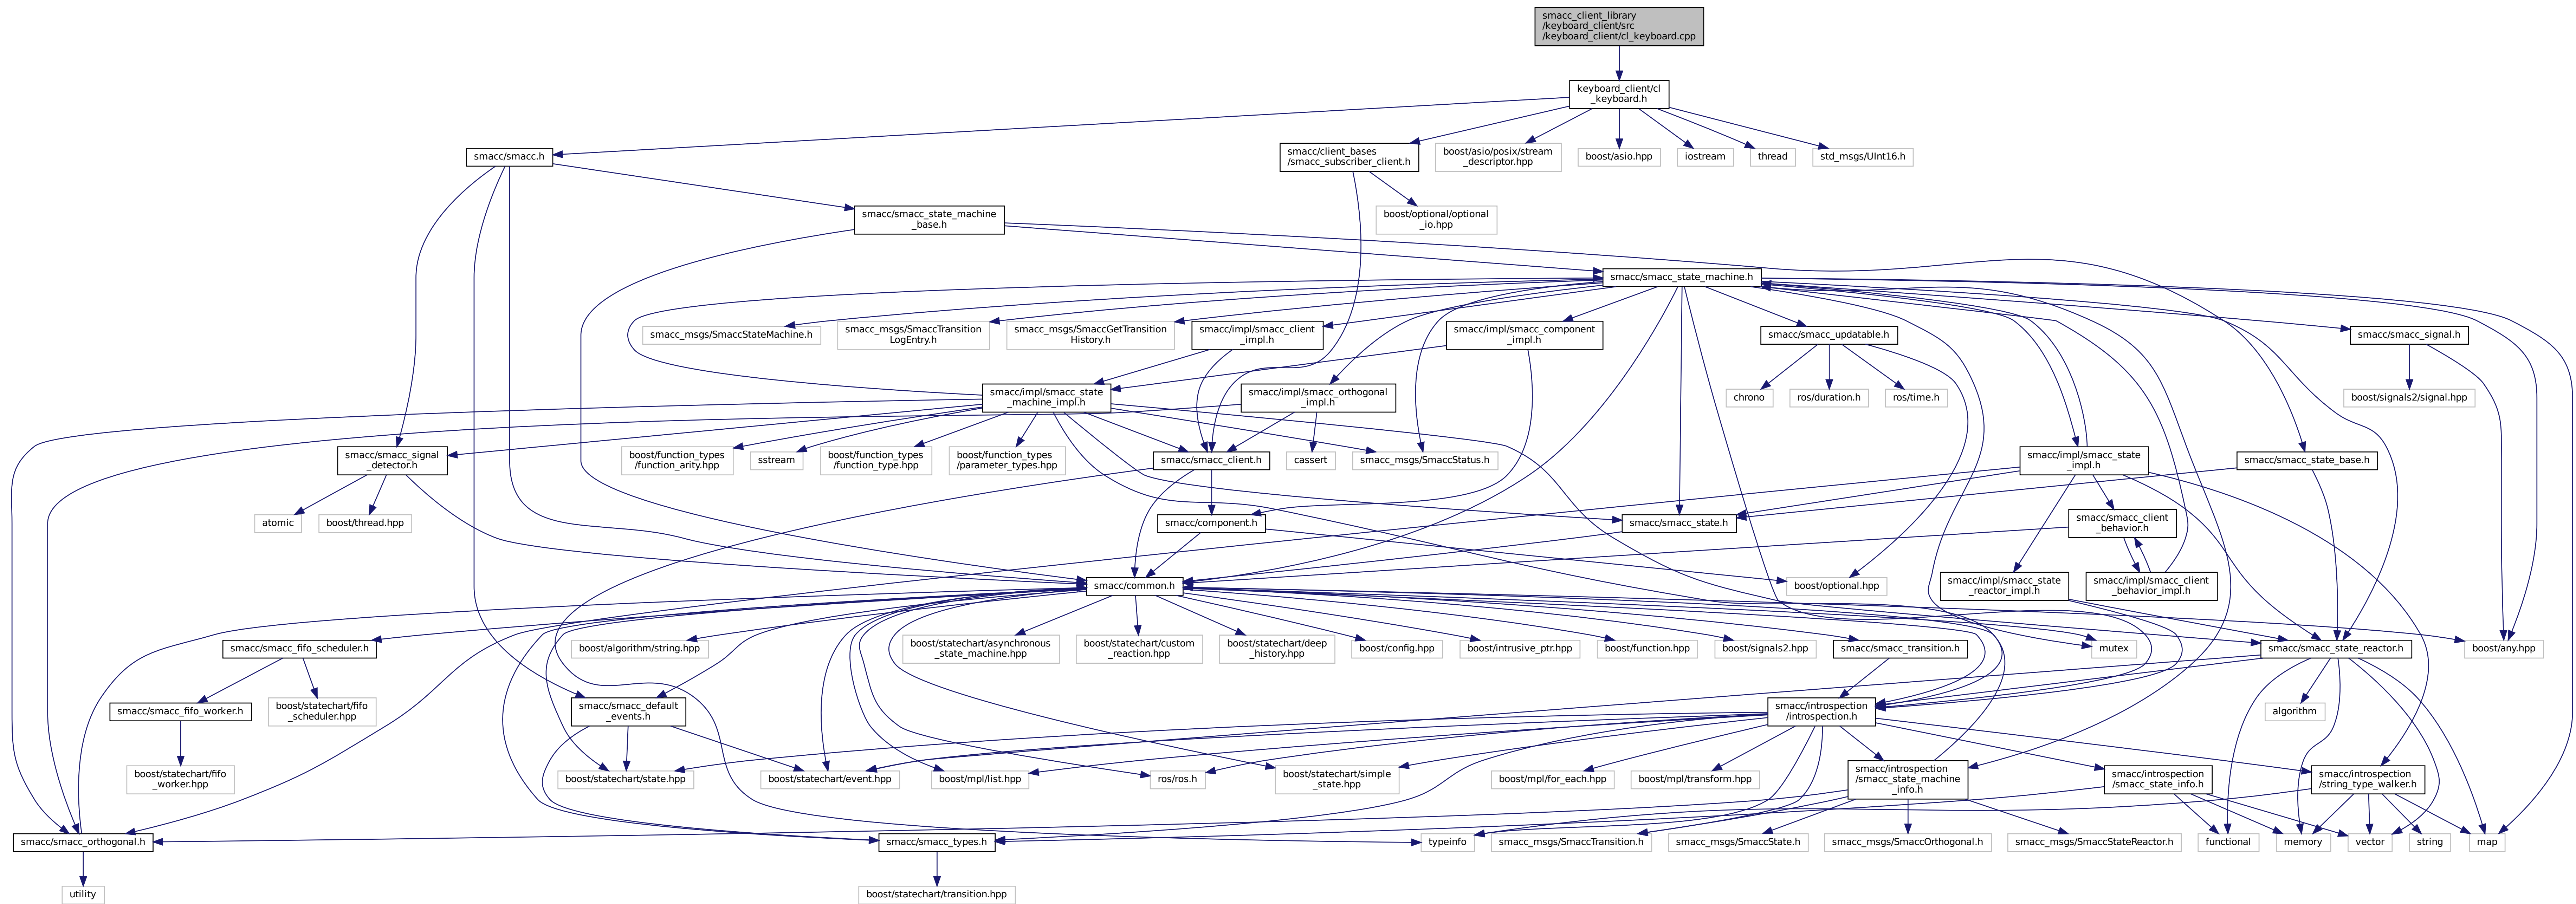 smacc_client_library
/keyboard_client/src
/keyboard_client/cl_keyboard.cpp
keyboard_client/cl
_keyboard.h
smacc/smacc.h
smacc/client_bases
/smacc_subscriber_client.h
boost/asio/posix/stream
_descriptor.hpp
boost/asio.hpp
iostream
thread
std_msgs/UInt16.h
smacc/smacc_state_machine
_base.h
boost/optional/optional
_io.hpp
smacc/smacc_state_machine.h
smacc_msgs/SmaccStateMachine.h
smacc_msgs/SmaccTransition
LogEntry.h
smacc_msgs/SmaccGetTransition
History.h
smacc/impl/smacc_client
_impl.h
smacc/impl/smacc_component
_impl.h
smacc/smacc_updatable.h
smacc/smacc_signal.h
smacc/impl/smacc_state
_machine_impl.h
smacc/impl/smacc_orthogonal
_impl.h
chrono
ros/duration.h
ros/time.h
boost/signals2/signal.hpp
smacc/smacc_signal
_detector.h
boost/function_types
/function_arity.hpp
sstream
boost/function_types
/function_type.hpp
boost/function_types
/parameter_types.hpp
smacc/smacc_client.h
cassert
smacc_msgs/SmaccStatus.h
smacc/impl/smacc_state
_impl.h
smacc/smacc_state_base.h
atomic
boost/thread.hpp
smacc/component.h
smacc/smacc_state.h
smacc/smacc_client
_behavior.h
smacc/common.h
boost/optional.hpp
smacc/impl/smacc_state
_reactor_impl.h
smacc/impl/smacc_client
_behavior_impl.h
smacc/smacc_fifo_scheduler.h
boost/algorithm/string.hpp
boost/statechart/asynchronous
_state_machine.hpp
boost/statechart/custom
_reaction.hpp
boost/statechart/deep
_history.hpp
boost/config.hpp
boost/intrusive_ptr.hpp
boost/function.hpp
boost/signals2.hpp
smacc/smacc_transition.h
mutex
smacc/smacc_state_reactor.h
boost/any.hpp
smacc/smacc_fifo_worker.h
boost/statechart/fifo
_scheduler.hpp
smacc/smacc_default
_events.h
smacc/introspection
/introspection.h
algorithm
boost/statechart/fifo
_worker.hpp
boost/statechart/state.hpp
boost/statechart/event.hpp
boost/mpl/list.hpp
ros/ros.h
boost/statechart/simple
_state.hpp
boost/mpl/for_each.hpp
boost/mpl/transform.hpp
smacc/introspection
/smacc_state_machine
_info.h
smacc/introspection
/smacc_state_info.h
smacc/introspection
/string_type_walker.h
smacc/smacc_orthogonal.h
smacc/smacc_types.h
typeinfo
smacc_msgs/SmaccTransition.h
smacc_msgs/SmaccState.h
smacc_msgs/SmaccOrthogonal.h
smacc_msgs/SmaccStateReactor.h
functional
memory
vector
string
map
utility
boost/statechart/transition.hpp